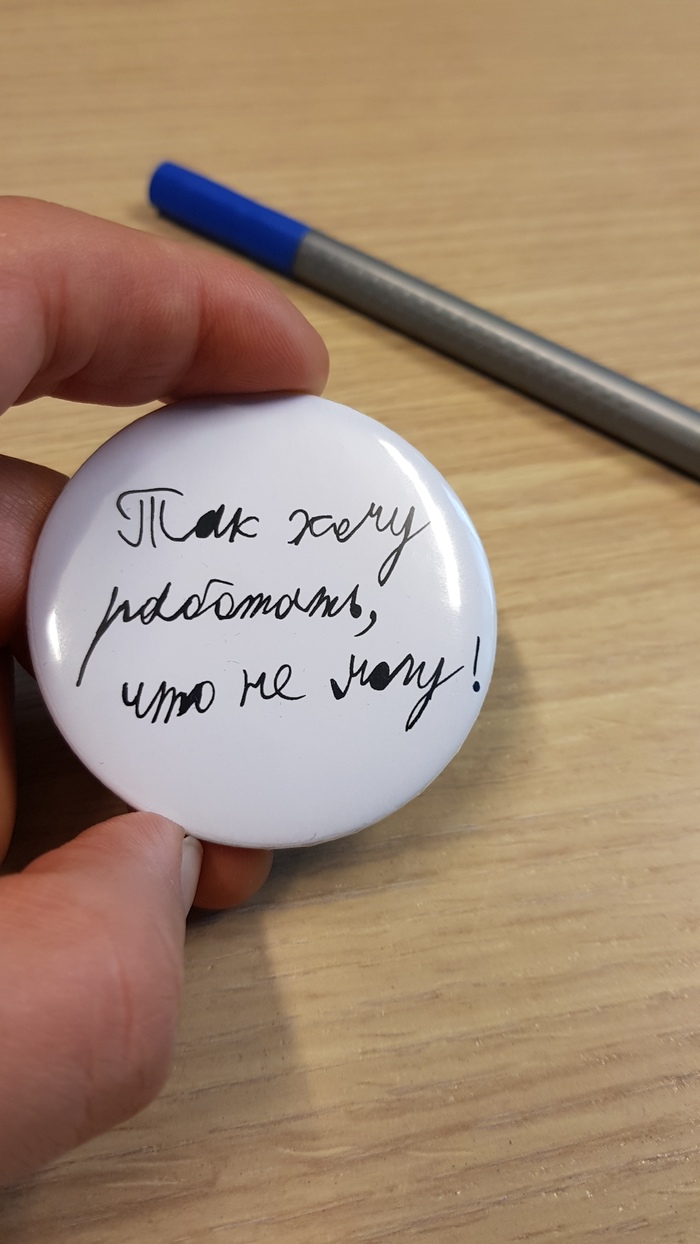 Так хочу
работать,
что не могу!